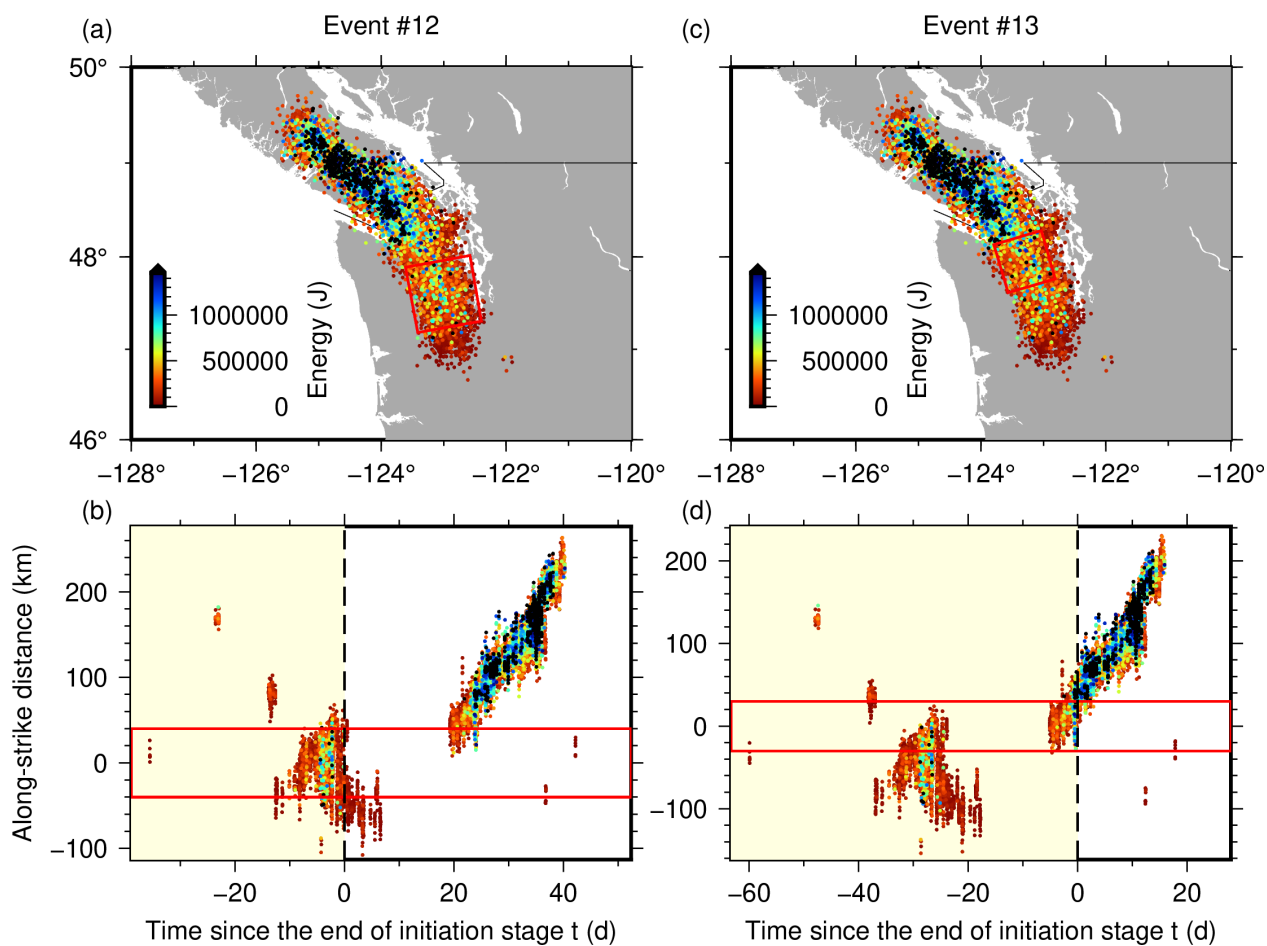 (a) Event #12
50°
48°
46°
1000000
500000
0
Energy (J)
−128° −126° −124° −122° −120°
(c) Event #13
1000000
500000
0
Energy (J)
−128° −126° −124° −122° −120°
(b)
Along-strike distance (km)
200
100
0
−100
−20 0 20 40
Time since the end of initiation stage t (d)
(d)
200
100
0
−100
−60 −40 −20 0 20
Time since the end of initiation stage t (d)